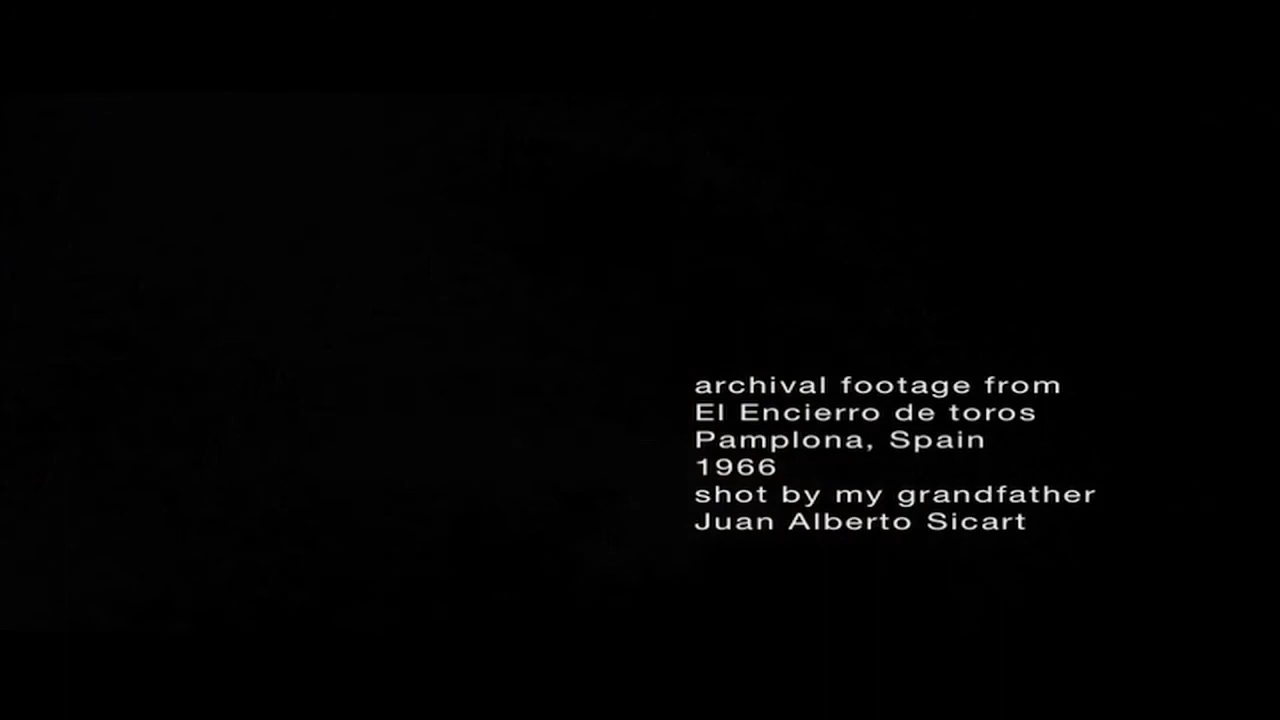 archival footage from
El Encierro de toros
Pamplona, Spain
1966
shot by my grandfather
Juan Alberto Sicart